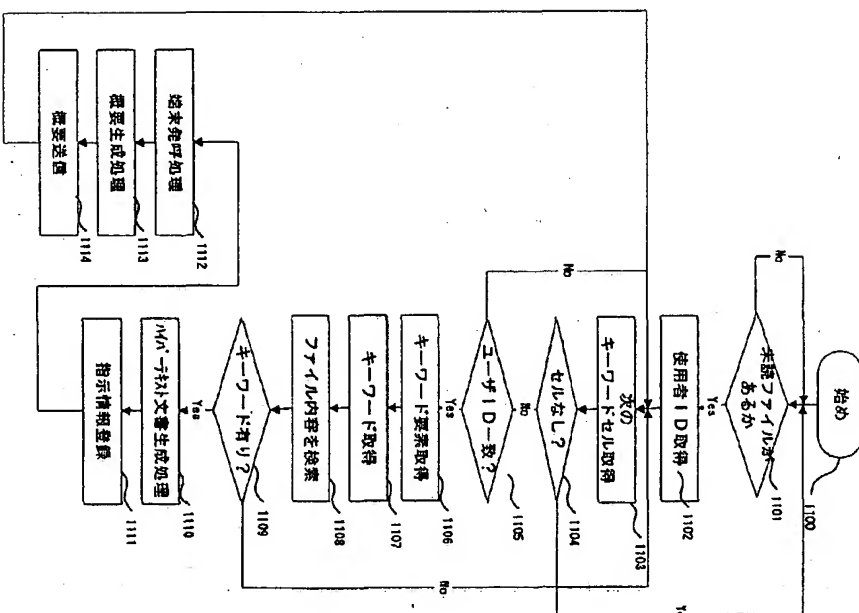 始め
1100
未読ファイルが
あるか
1101
No
Yes
使用者ID取得
1102
次の
キーワードセル取得
1103
セルなし?
1104
No
ユーザID一致?
1105
No
Yes
キーワード要素取得
1106
キーワード取得
1107
ファイル内容を検索
1108
キーワード有り?
1109
No
Yes
ハイパーテキスト文書生成処理
1110
指示情報登録
1111
端末発呼処理
1112
概要生成処理
1113
概要送信
1114